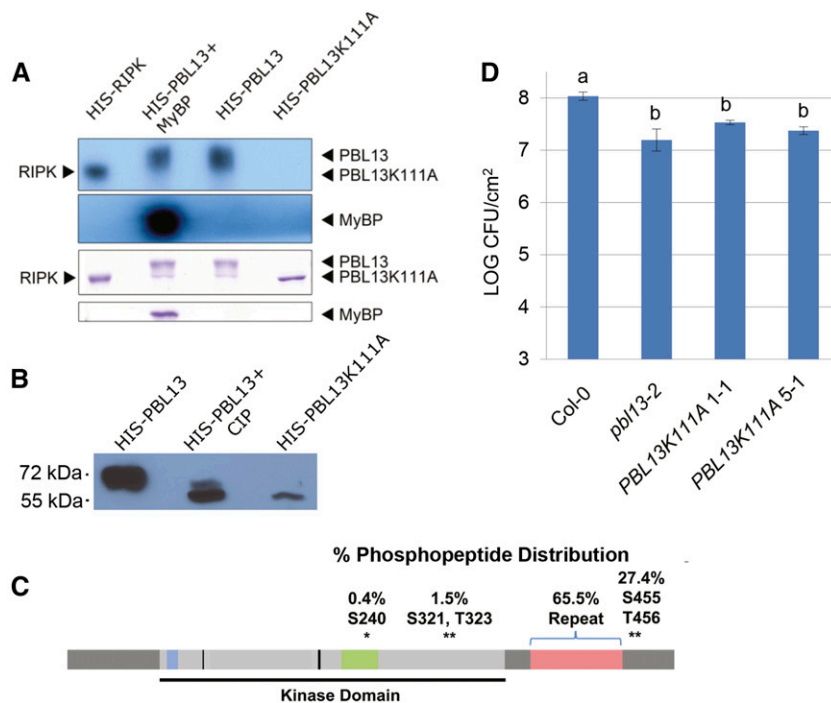 A
HIS-RIPK
HIS-PBL13+
MyBP
HIS-PBL13
HIS-PBL13K111A
RIPK
PBL13
PBL13K111A
MyBP
RIPK
PBL13
PBL13K111A
MyBP
B
HIS-PBL13
HIS-PBL13+
CIP
HIS-PBL13K111A
72 kDa
55 kDa
D
LOG CFU/cm2
8
7
6
5
4
3
a
b
b
b
Col-0
pbl13-2
PBL13K111A 1-1
PBL13K111A 5-1
C
% Phosphopeptide Distribution
0.4%
S240
*
1.5%
S321, T323
**
65.5%
Repeat
27.4%
S455
T456
**
Kinase Domain